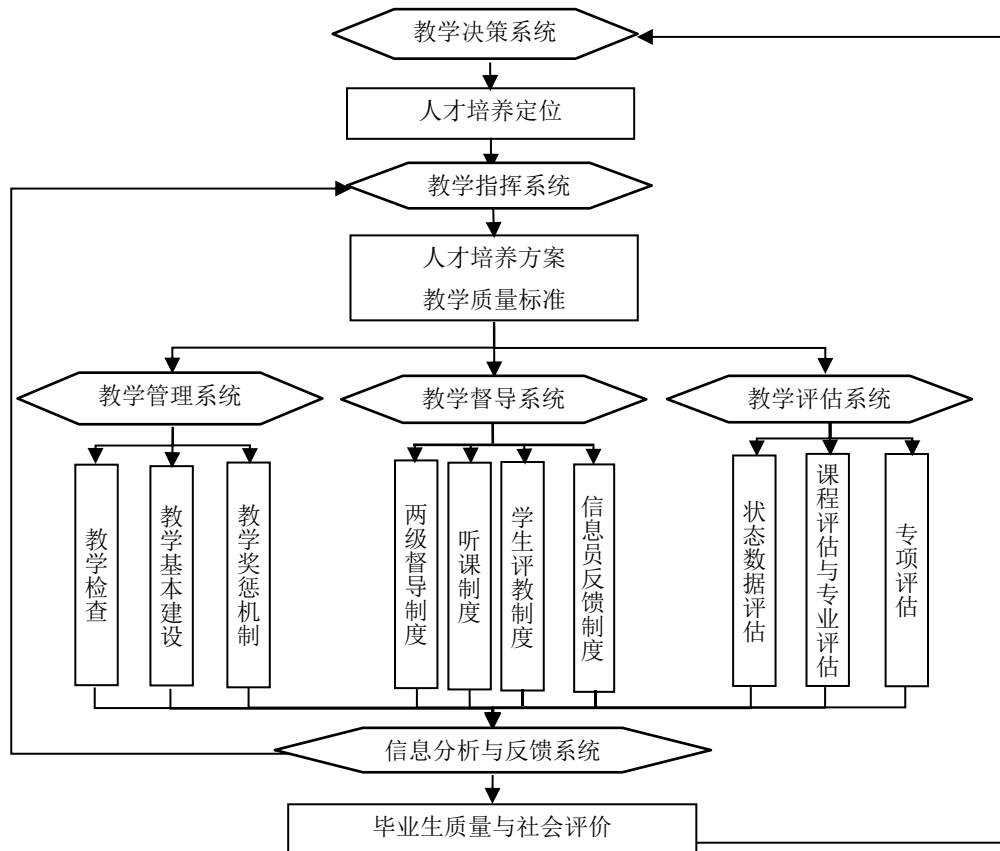 教学决策系统
人才培养定位
教学指挥系统
人才培养方案
教学质量标准
教学管理系统
教学督导系统
教学评估系统
教学检查
教学基本建设
教学奖惩机制
两级督导制度
听课制度
学生评教制度
信息员反馈制度
状态数据评估
课程评估与专业评估
专项评估
信息分析与反馈系统
毕业生质量与社会评价